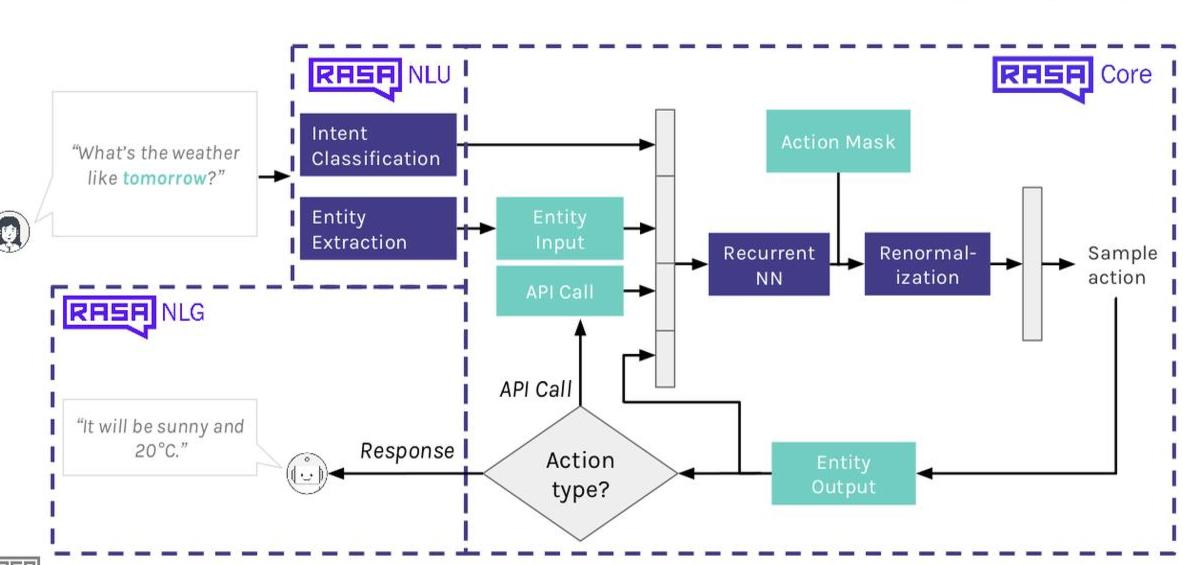 RASA NLU
RASA Core
"What's the weather
like tomorrow?"
Intent
Classification
Entity
Extraction
Entity
Input
API Call
Action Mask
Recurrent
NN
Renormal-
ization
Sample
action
RASA NLG
"It will be sunny and
20°C."
Response
API Call
Action
type?
Entity
Output